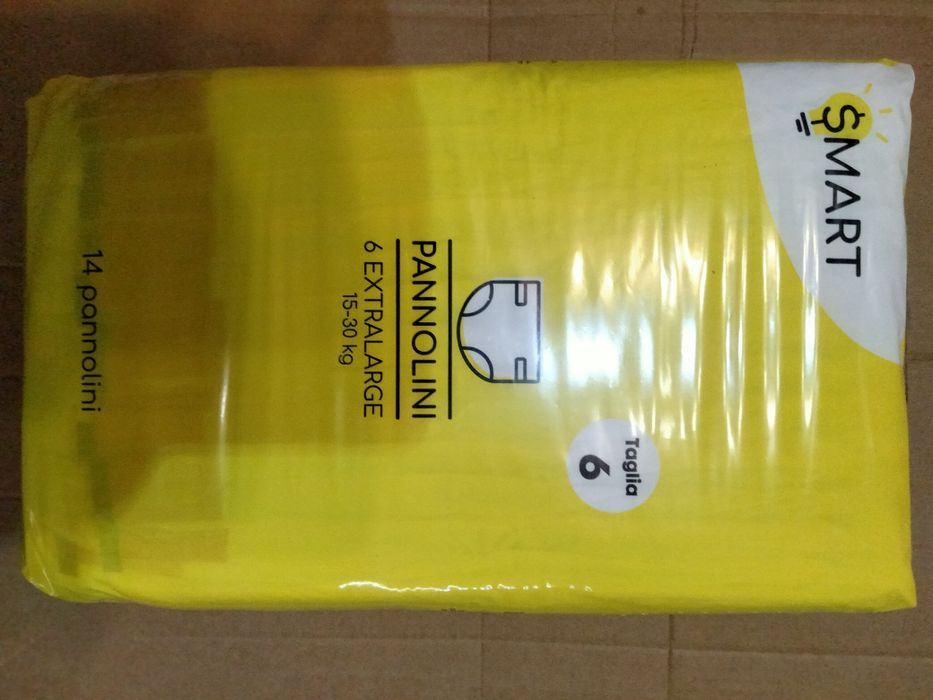 SMART
Taglia
6
PANNOLINI
6 EXTRALARGE
15-30 kg
14 pannolini